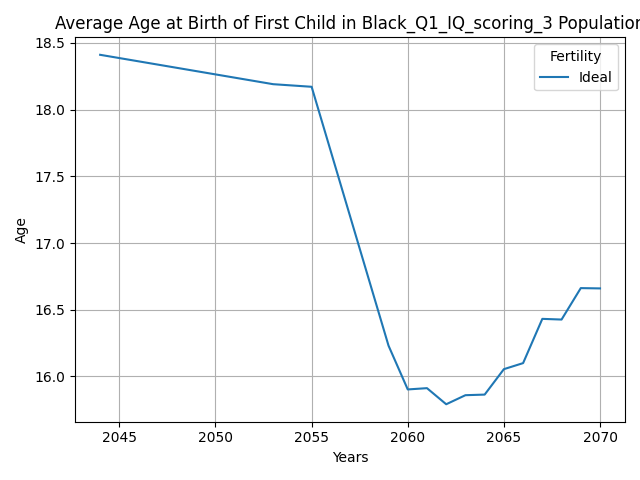 Average Age at Birth of First Child in Black_Q1_IQ_scoring_3 Population
Fertility
Ideal
18.5
18.0
17.5
17.0
16.5
16.0
Age
2045 2050 2055 2060 2065 2070
Years